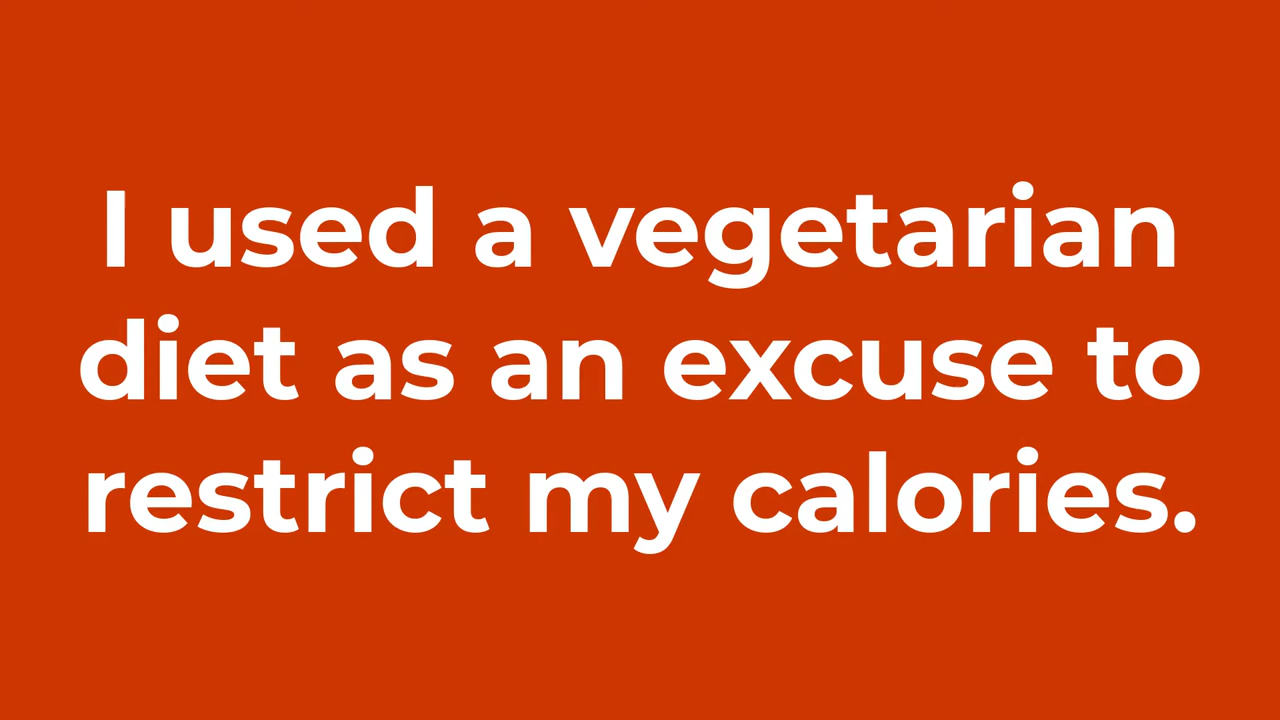 I used a vegetarian
diet as an excuse to
restrict my calories.